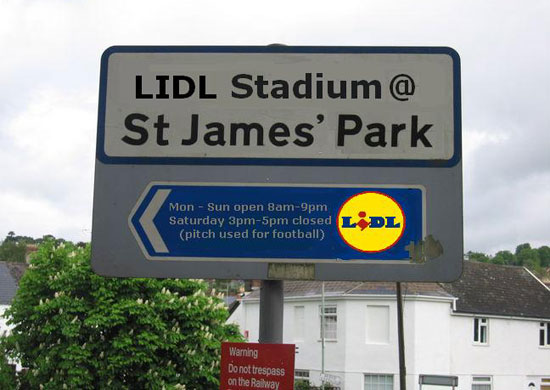 LIDL Stadium @
St James' Park
Mon - Sun open 8am-9pm
Saturday 3pm-5pm closed
(pitch used for football)
LiDL
Warning
Do not trespass
on the Railway